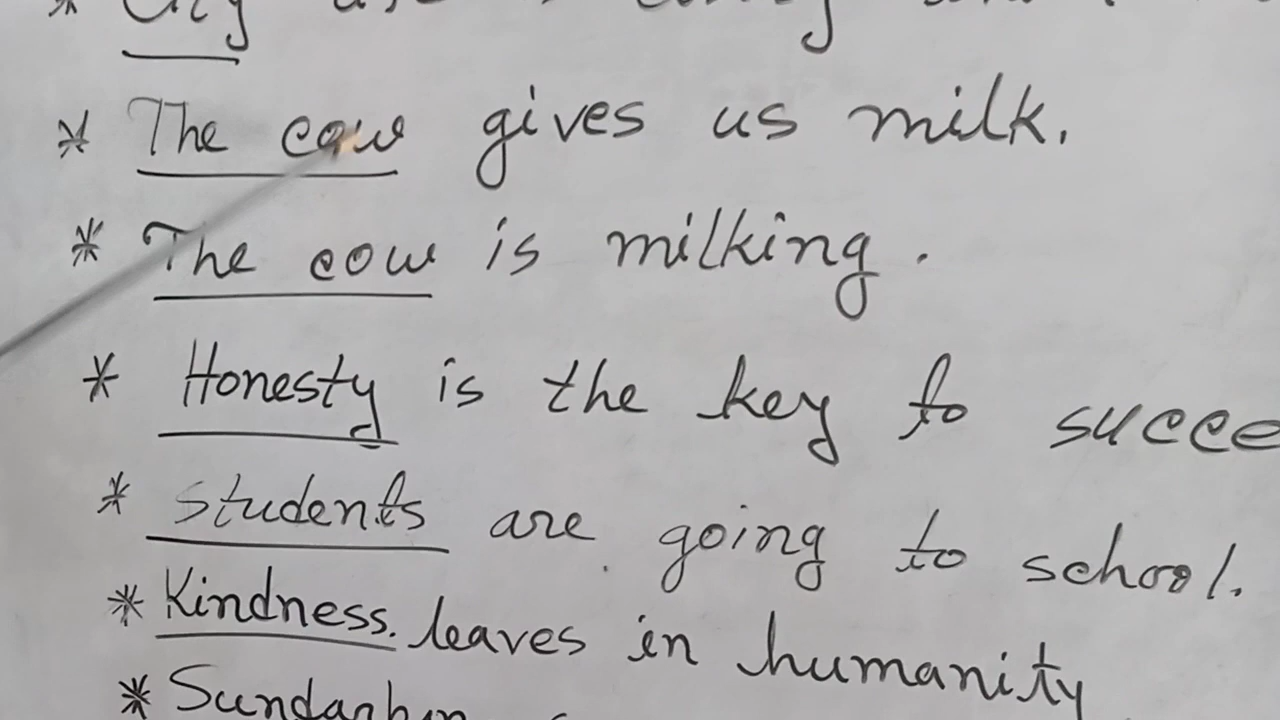 * The cow gives us milk.
* The cow is milking.
* Honesty is the key to succe
* students are going to school.
* Kindness. leaves in humanity
* Sundarban